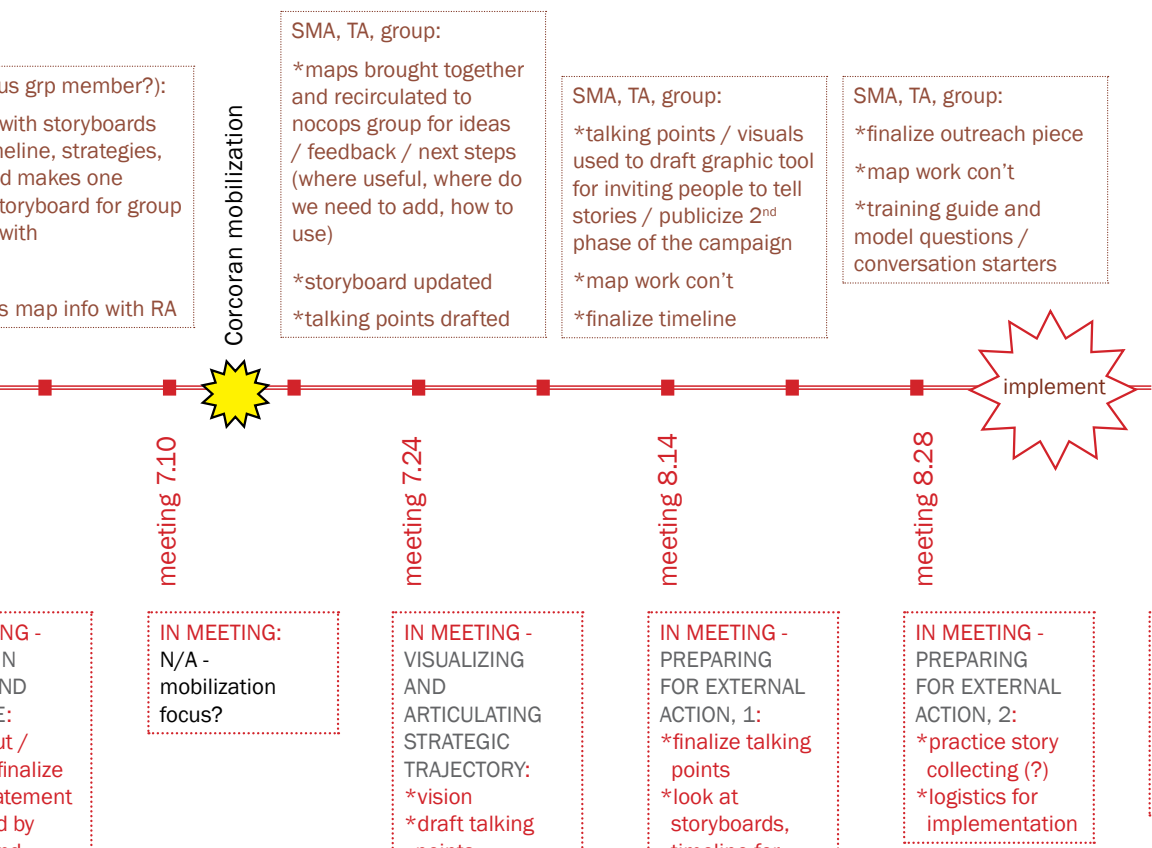 us grp member?):
with storyboards
neline, strategies,
d makes one
toryboard for group
with
s map info with RA
Corcoran mobilization
SMA, TA, group:
*maps brought together
and recirculated to
nocops group for ideas
/ feedback / next steps
(where useful, where do
we need to add, how to
use)
*storyboard updated
*talking points drafted
SMA, TA, group:
*talking points / visuals
used to draft graphic tool
for inviting people to tell
stories / publicize 2nd
phase of the campaign
*map work con’t
*finalize timeline
SMA, TA, group:
*finalize outreach piece
*map work con’t
*training guide and
model questions /
conversation starters
implement
meeting 7.10
meeting 7.24
meeting 8.14
meeting 8.28
NG -
N
ND
E:
ut /
finalize
atement
d by
IN MEETING:
N/A -
mobilization
focus?
IN MEETING -
VISUALIZING
AND
ARTICULATING
STRATEGIC
TRAJECTORY:
*vision
*draft talking
points
IN MEETING -
PREPARING
FOR EXTERNAL
ACTION, 1:
*finalize talking
points
*look at
storyboards,
timeline for
IN MEETING -
PREPARING
FOR EXTERNAL
ACTION, 2:
*practice story
collecting (?)
*logistics for
implementation